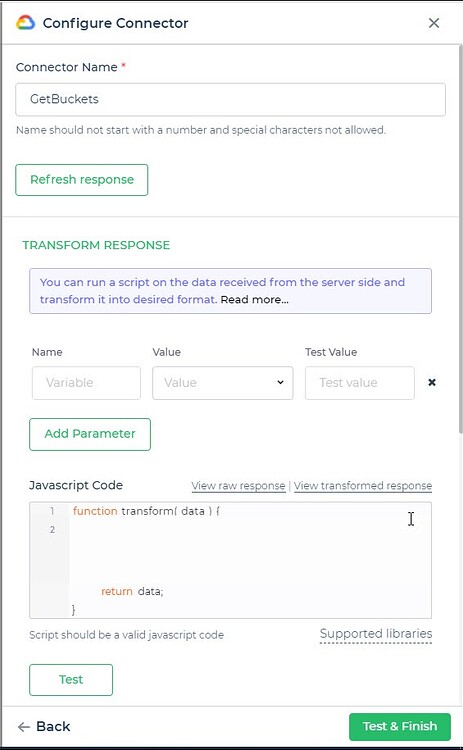 Configure Connector
Connector Name *
GetBuckets
Name should not start with a number and special characters not allowed.
Refresh response
TRANSFORM RESPONSE
You can run a script on the data received from the server side and
transform it into desired format. Read more...
Name Value Test Value
Variable Value Test value
Add Parameter
Javascript Code View raw response | View transformed response
1 function transform( data ) {
2
return data;
}
Script should be a valid javascript code Supported libraries
Test
Back Test & Finish